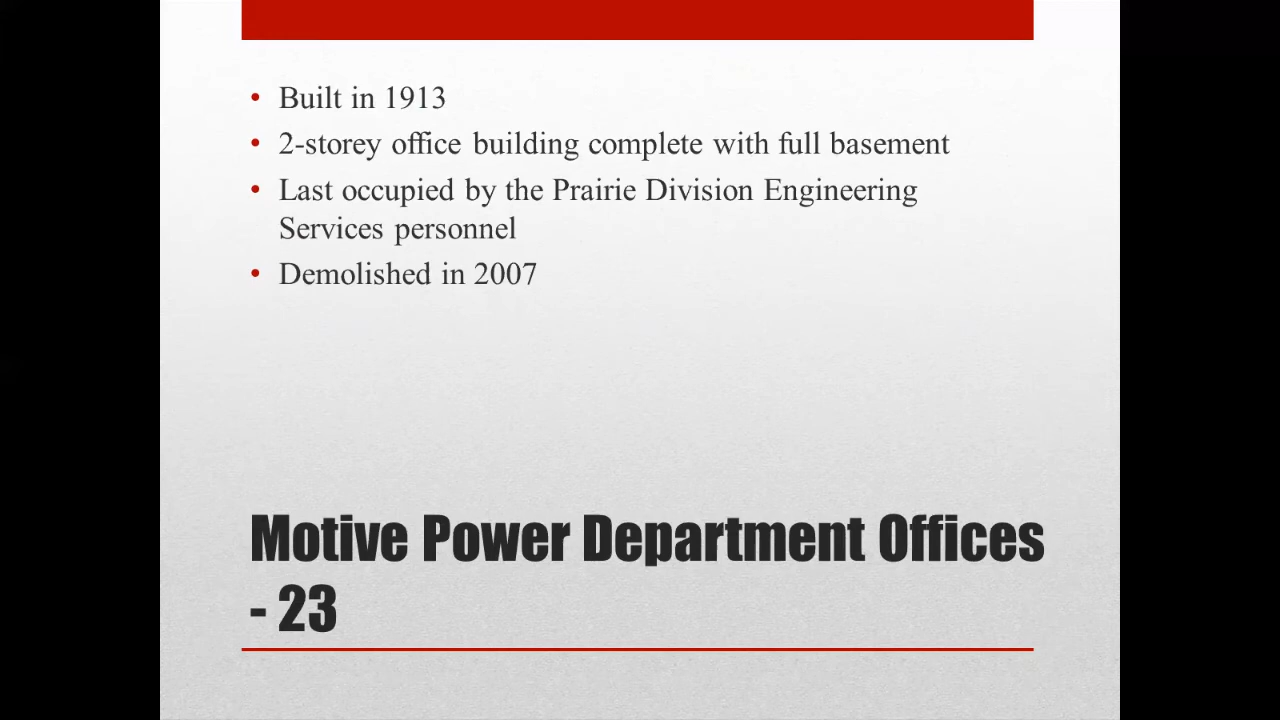 • Built in 1913
• 2-storey office building complete with full basement
• Last occupied by the Prairie Division Engineering
Services personnel
• Demolished in 2007
Motive Power Department Offices
- 23